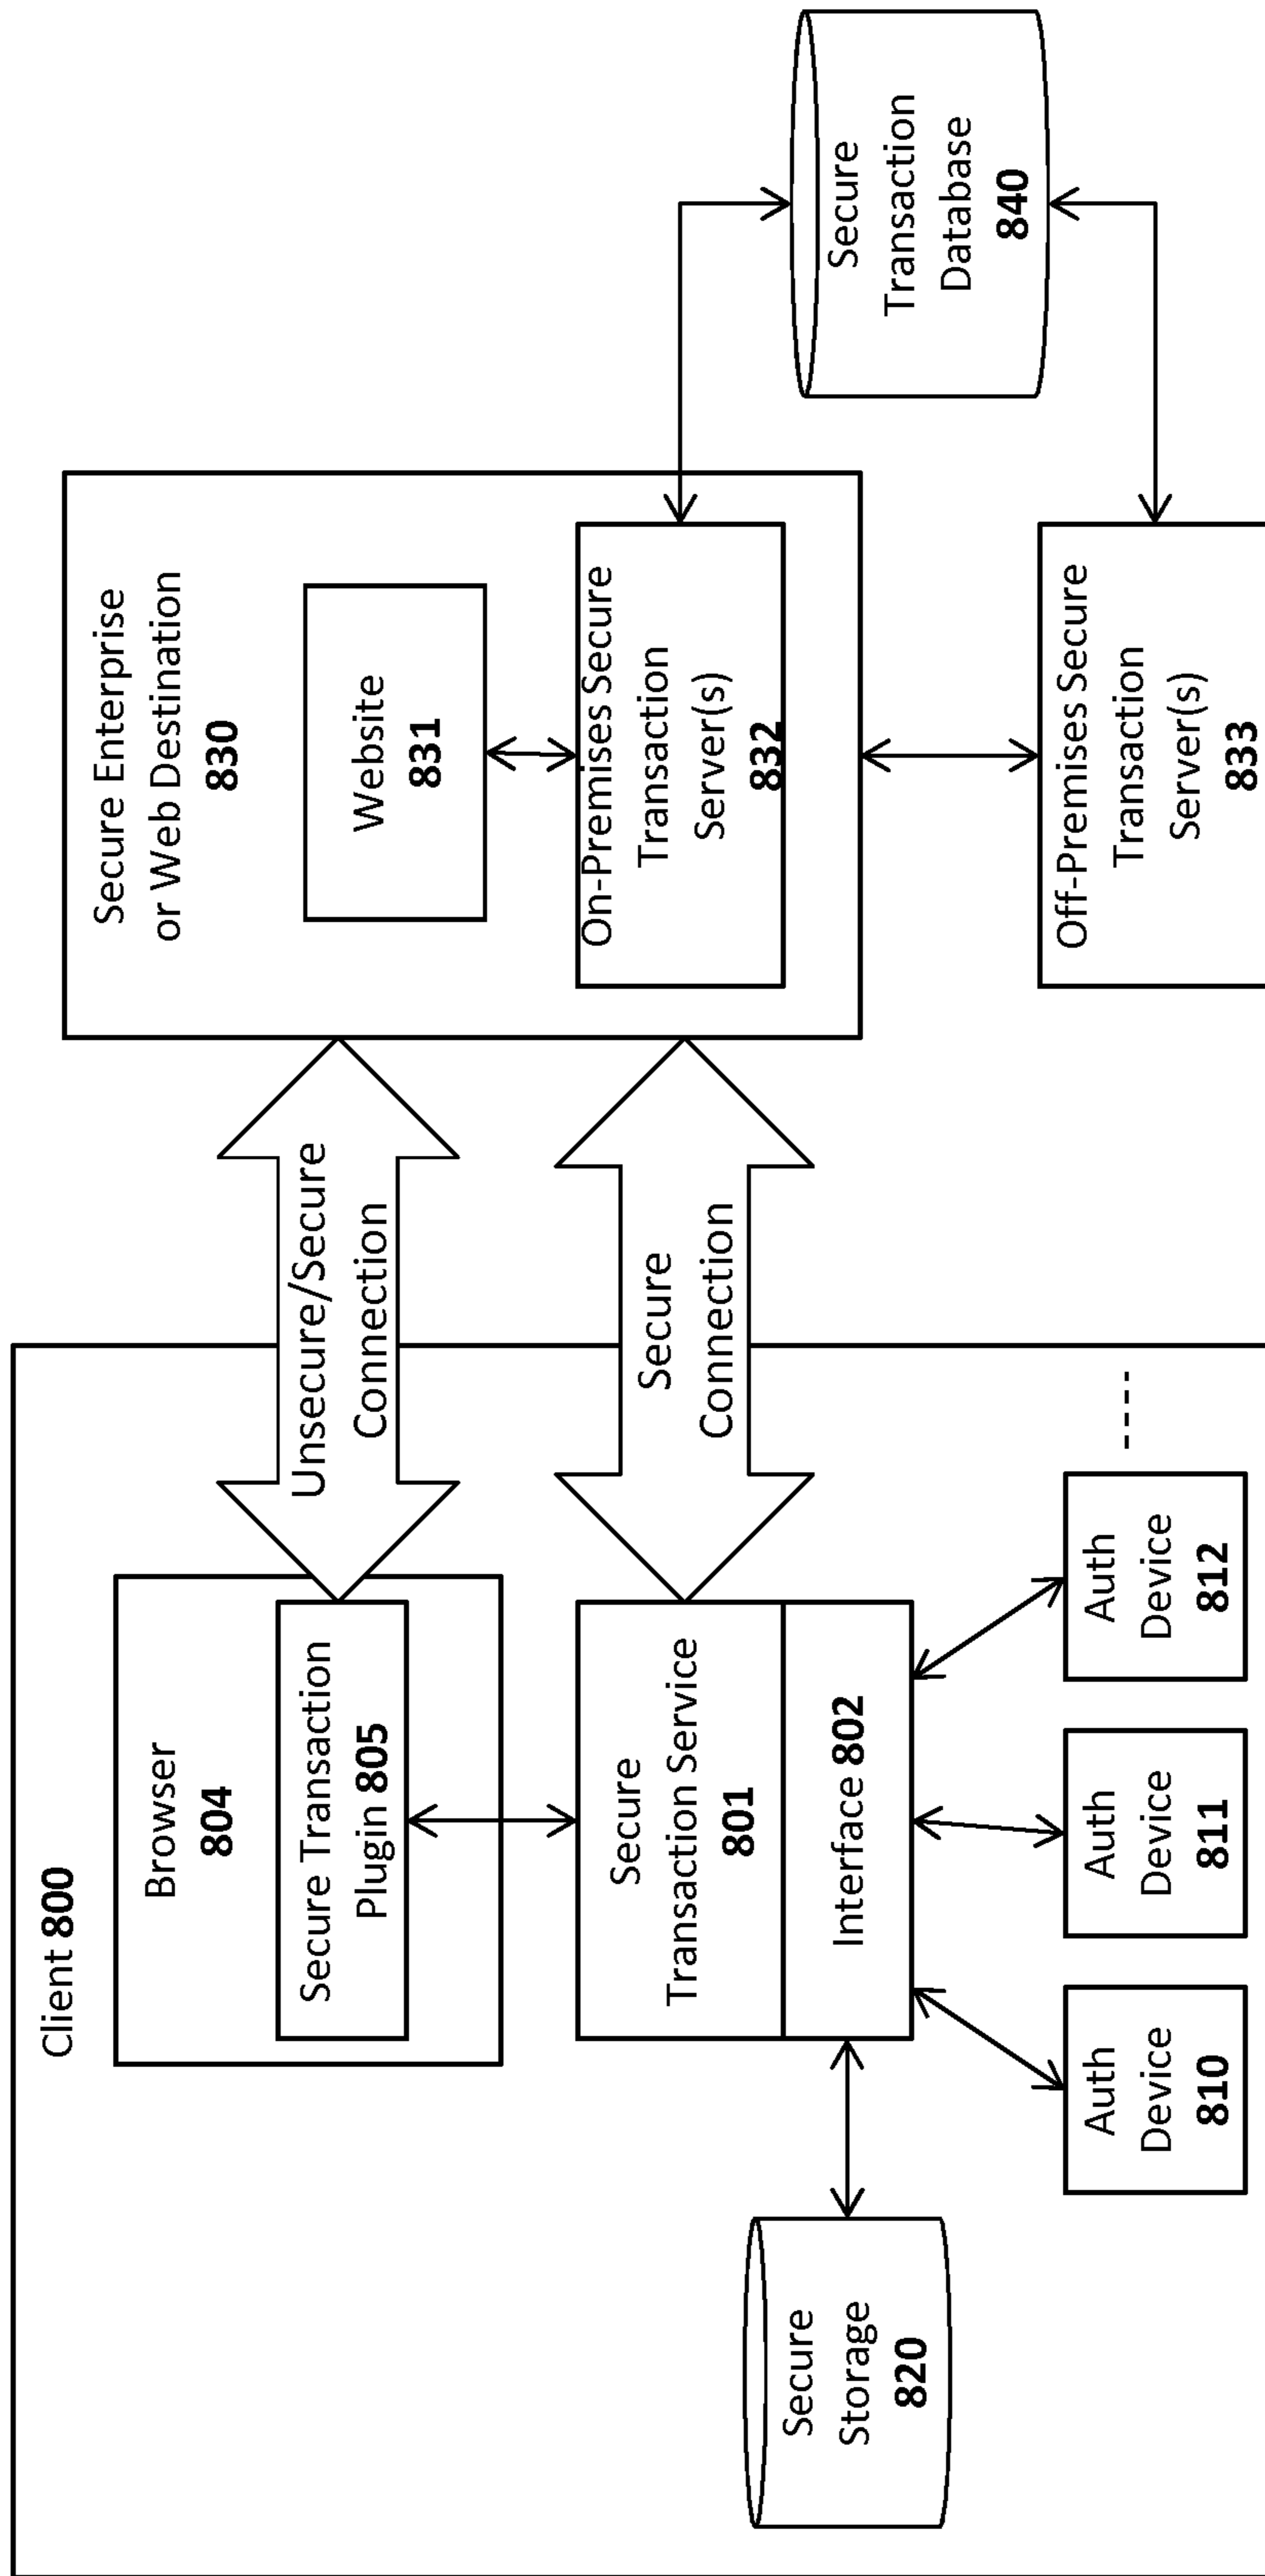 Client 800
Browser
804
Secure Transaction
Plugin 805
Secure
Transaction Service
801
Interface 802
Secure
Storage
820
Auth
Device
810
Auth
Device
811
Auth
Device
812
Unsecure/Secure
Connection
Secure
Connection
Secure Enterprise
or Web Destination
830
Website
831
On-Premises Secure
Transaction
Server(s)
832
Off-Premises Secure
Transaction
Server(s)
833
Secure
Transaction
Database
840